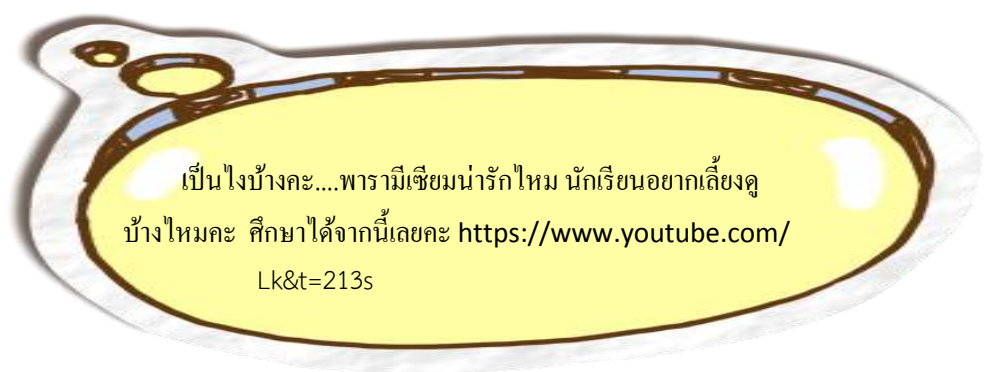 เป็นไงบ้างคะ....พารามีเซียมน่ารักไหม นักเรียนอยากเลี้ยงดู
บ้างไหมคะ ศึกษาได้จากนี้เลยคะ https://www.youtube.com/
Lk&t=213s